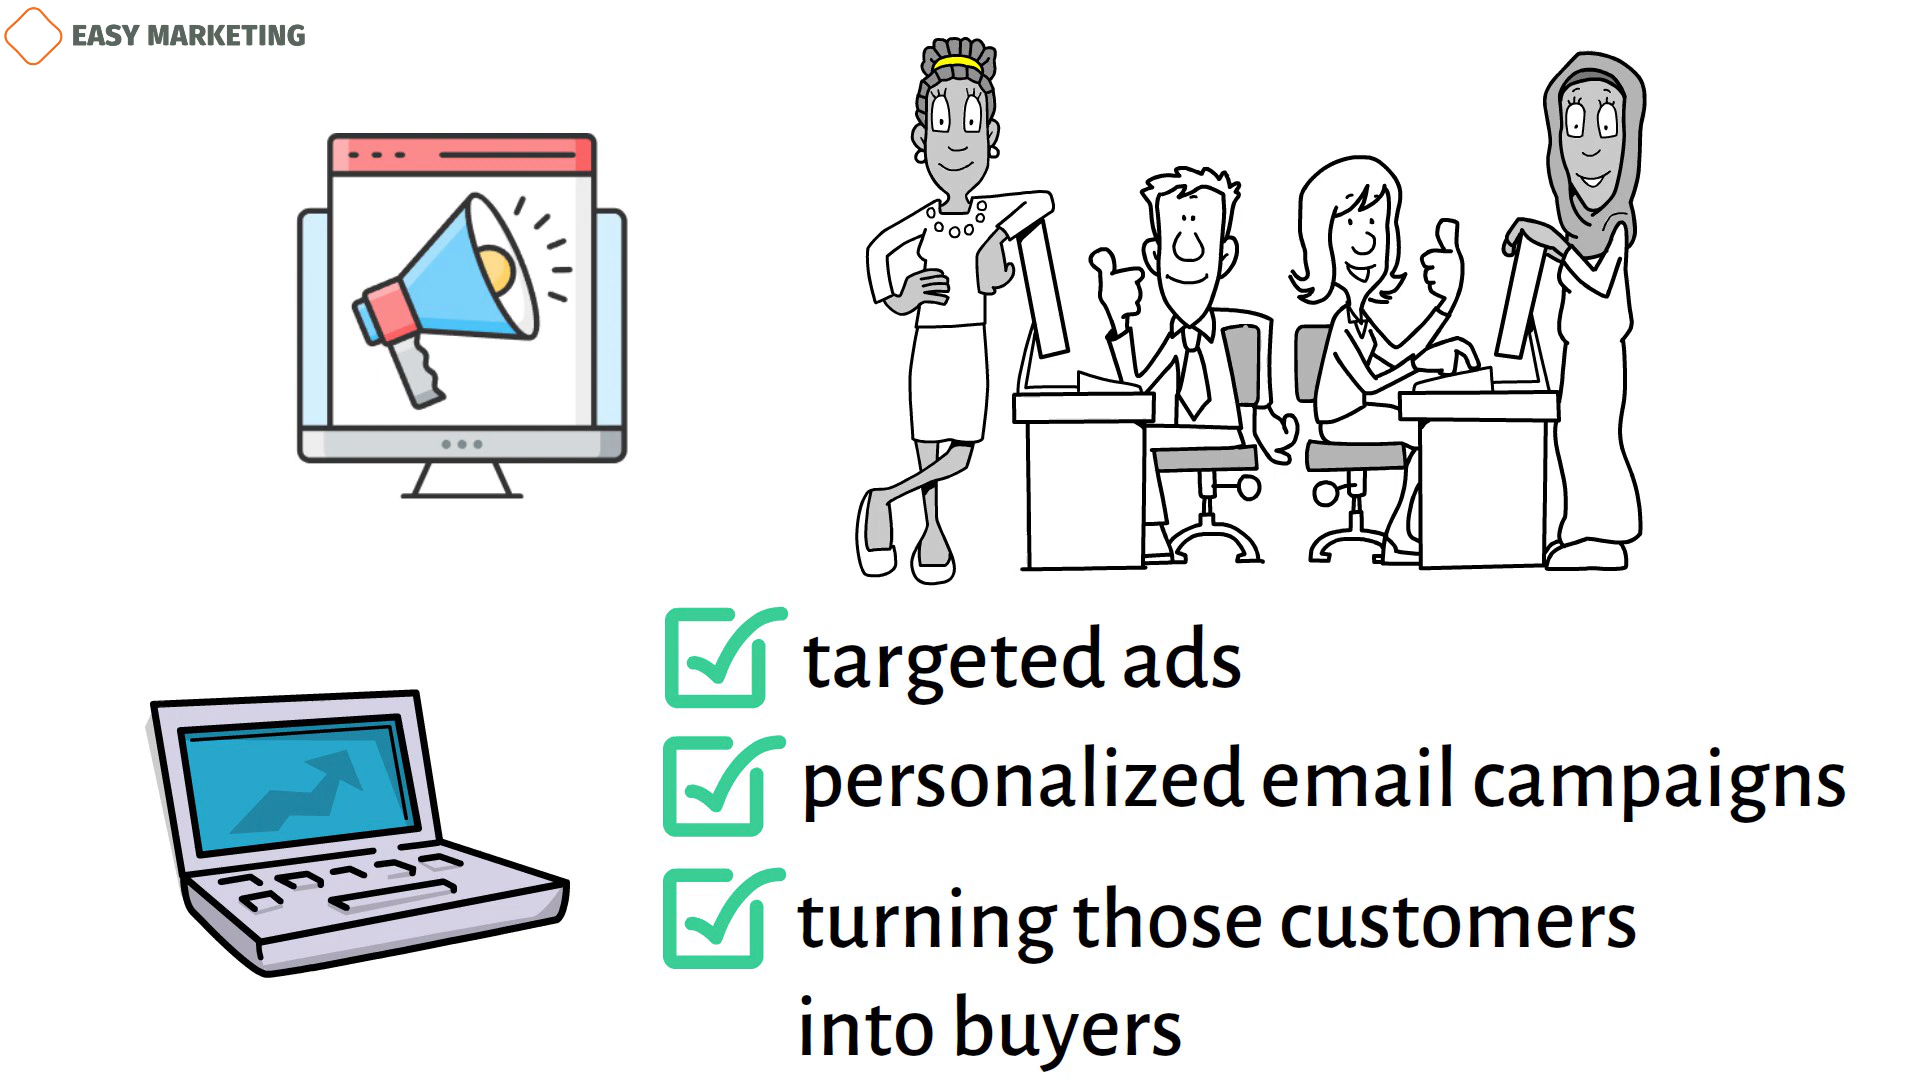 EASY MARKETING
targeted ads
personalized email campaigns
turning those customers
into buyers